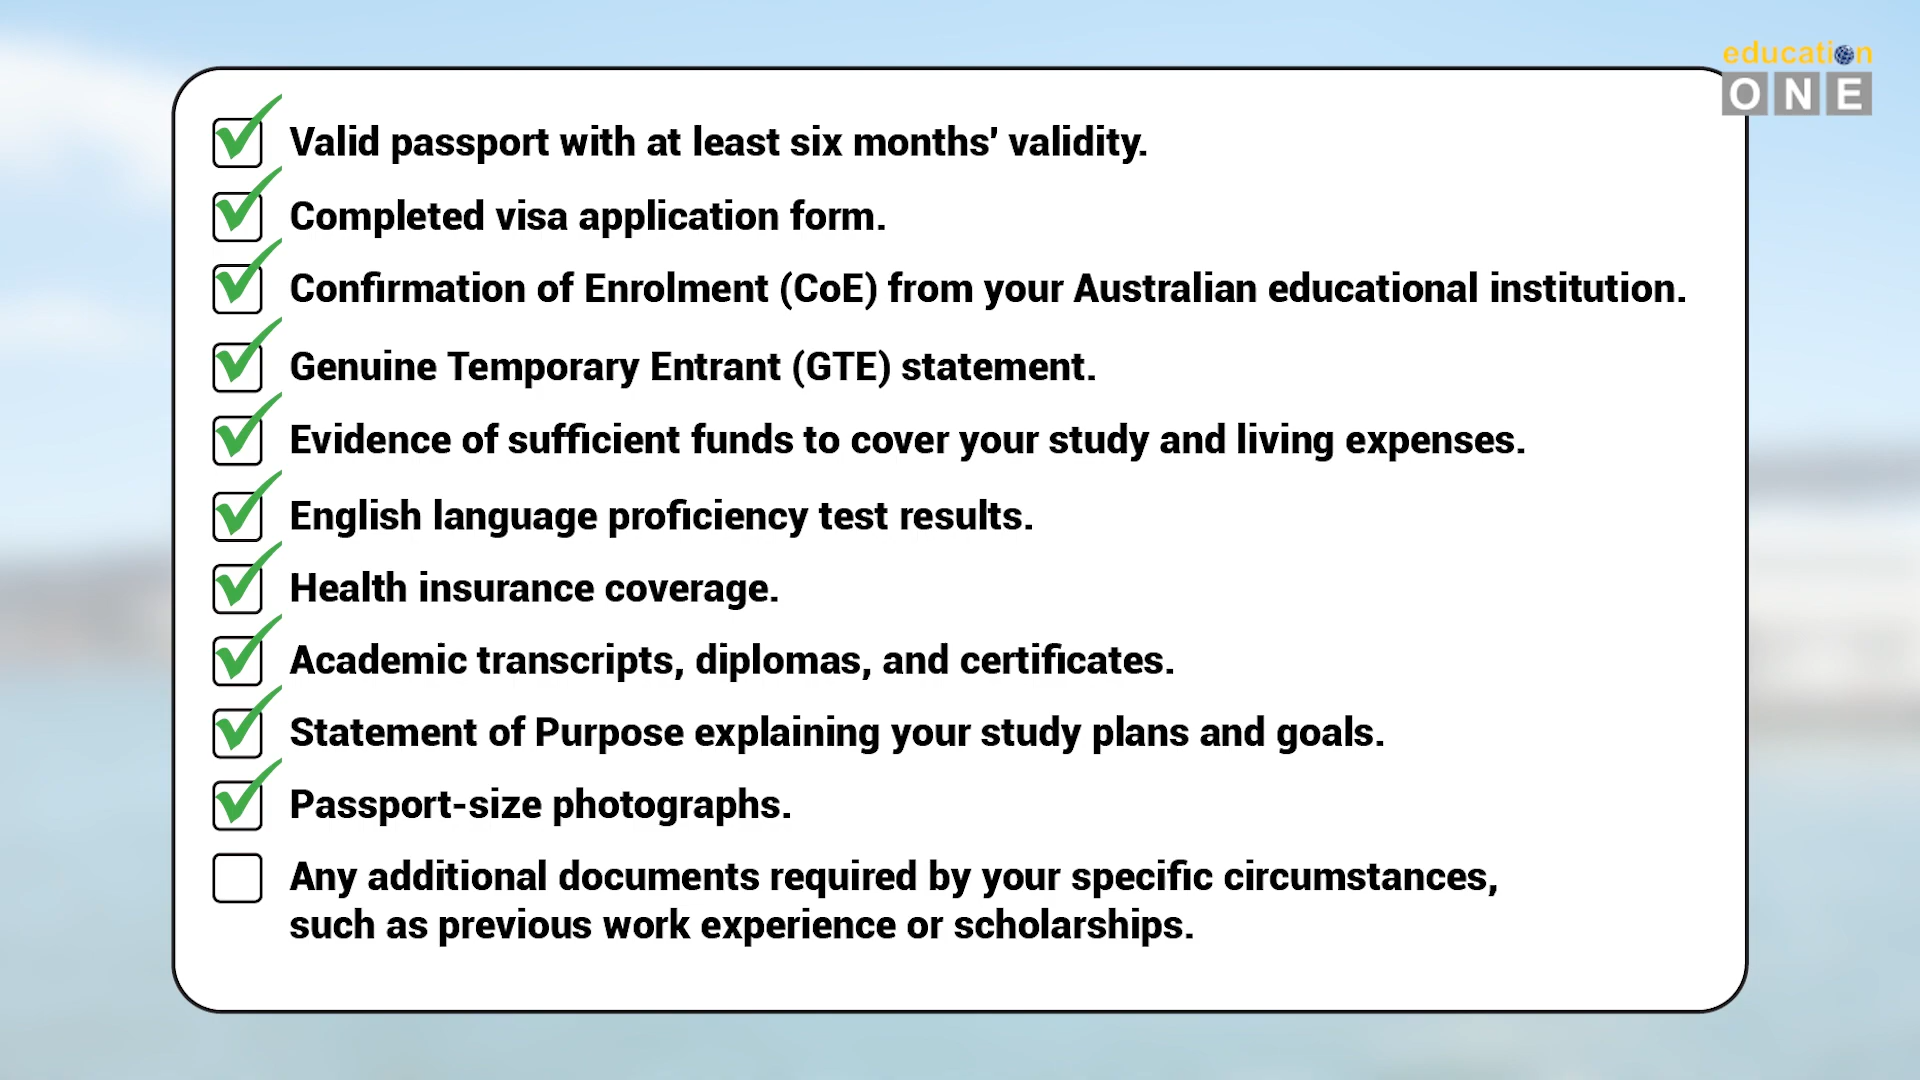 education
ONE
Valid passport with at least six months' validity.
Completed visa application form.
Confirmation of Enrolment (CoE) from your Australian educational institution.
Genuine Temporary Entrant (GTE) statement.
Evidence of sufficient funds to cover your study and living expenses.
English language proficiency test results.
Health insurance coverage.
Academic transcripts, diplomas, and certificates.
Statement of Purpose explaining your study plans and goals.
Passport-size photographs.
Any additional documents required by your specific circumstances,
such as previous work experience or scholarships.